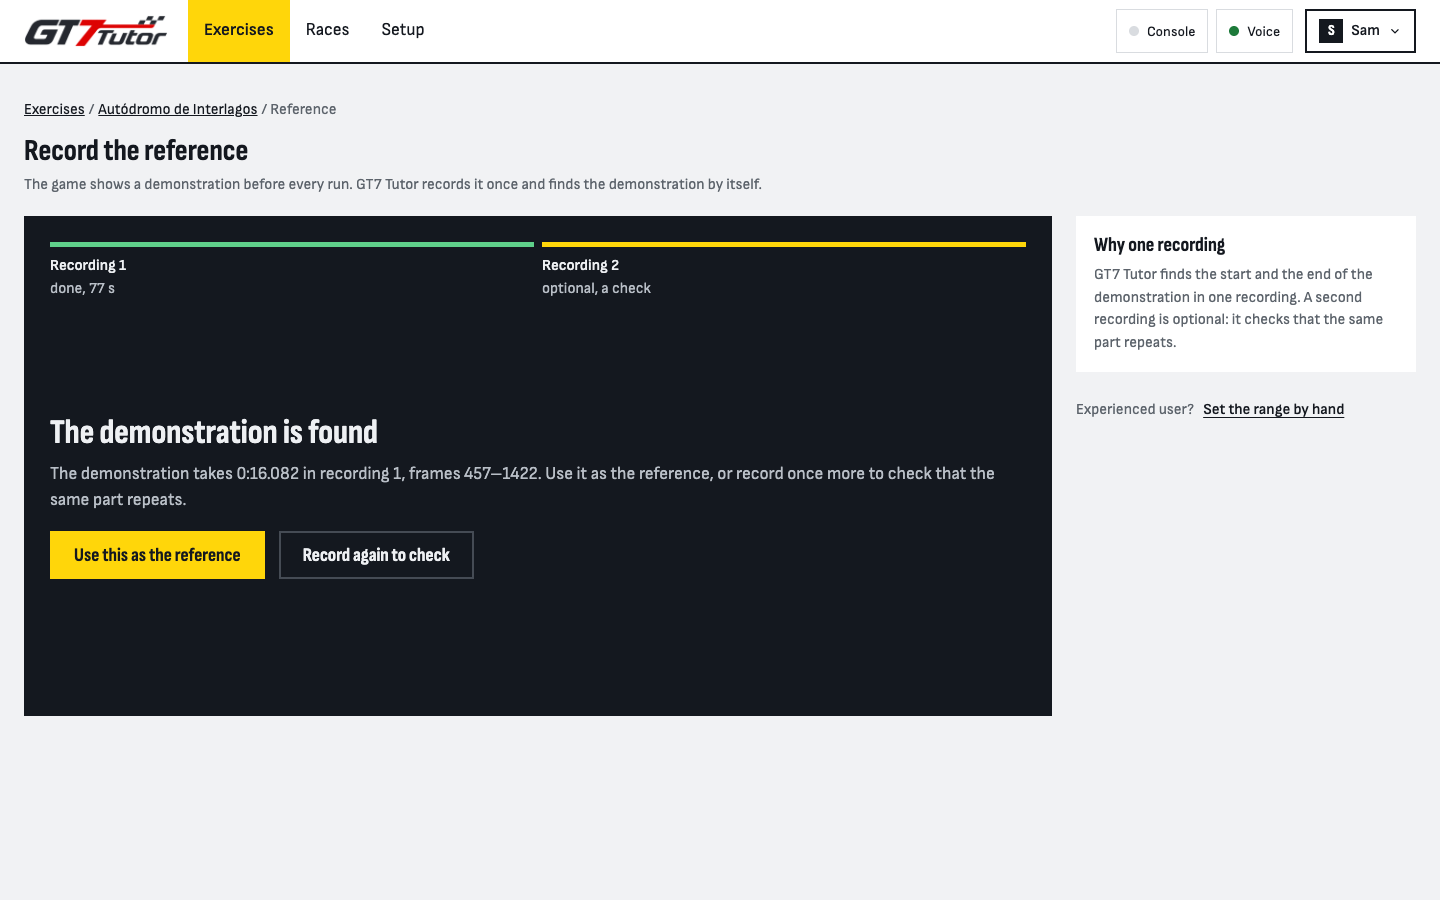 GT7 Tutor
Exercises
Races
Setup
Console
Voice
S
Sam
Exercises / Autódromo de Interlagos / Reference
Record the reference
The game shows a demonstration before every run. GT7 Tutor records it once and finds the demonstration by itself.
Recording 1
done, 77 s
Recording 2
optional, a check
The demonstration is found
The demonstration takes 0:16.082 in recording 1, frames 457–1422. Use it as the reference, or record once more to check that the
same part repeats.
Use this as the reference
Record again to check
Why one recording
GT7 Tutor finds the start and the end of the
demonstration in one recording. A second
recording is optional: it checks that the same
part repeats.
Experienced user? Set the range by hand